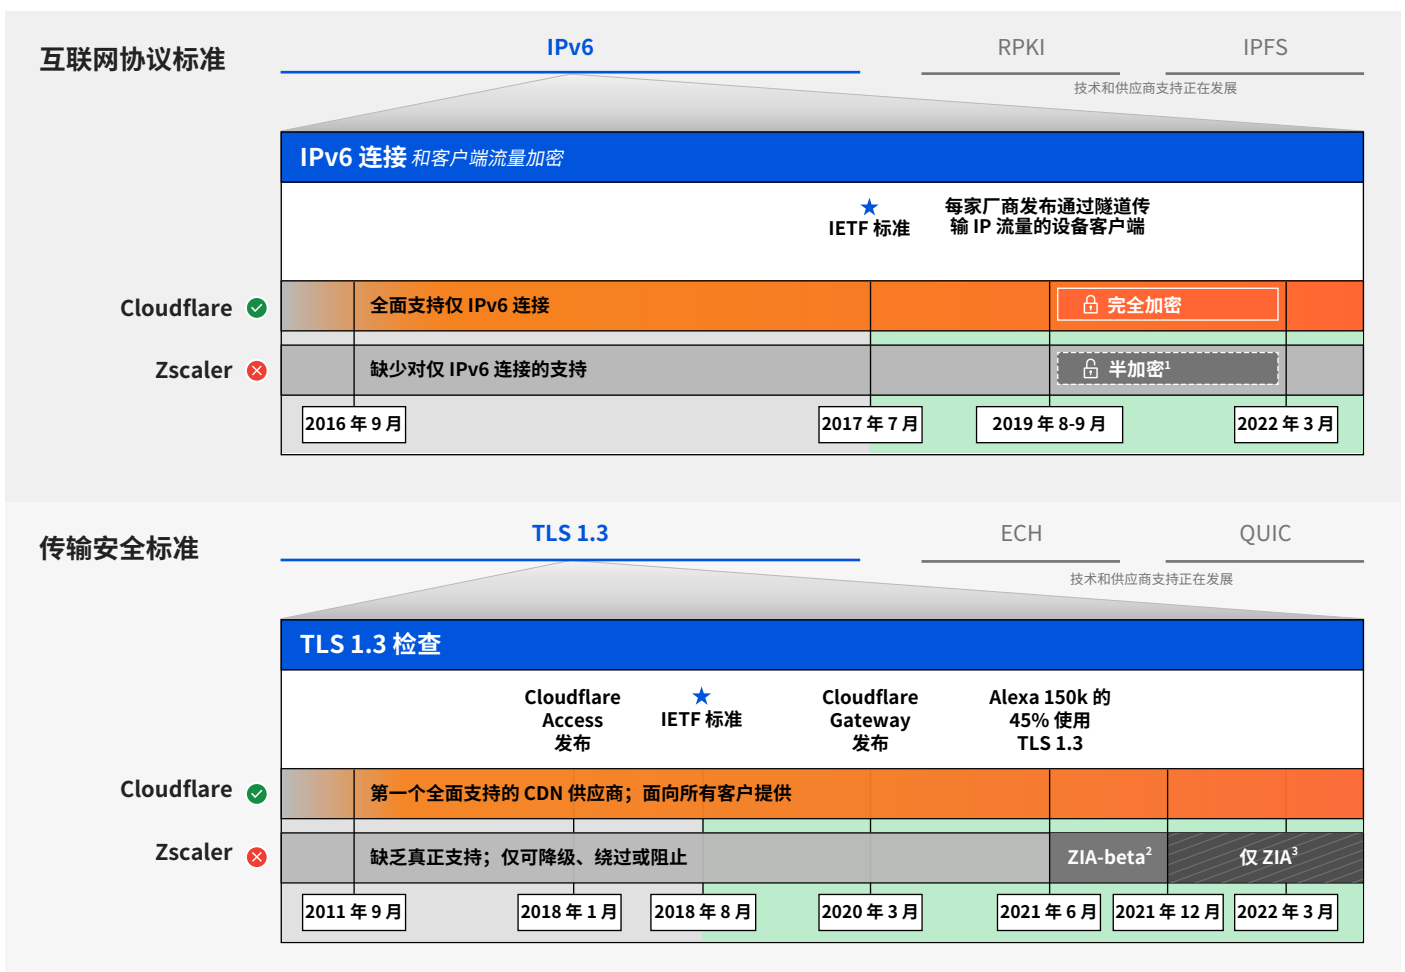 互联网协议标准
IPv6
RPKI
IPFS
技术和供应商支持正在发展
IPv6 连接 和客户端流量加密
IETF 标准
每家厂商发布通过隧道传
输 IP 流量的设备客户端
Cloudflare
全面支持仅 IPv6 连接
完全加密
Zscaler
缺少对仅 IPv6 连接的支持
半加密1
2016 年 9 月
2017 年 7 月
2019 年 8-9 月
2022 年 3 月
传输安全标准
TLS 1.3
ECH
QUIC
技术和供应商支持正在发展
TLS 1.3 检查
Cloudflare
Access
发布
IETF 标准
Cloudflare
Gateway
发布
Alexa 150k 的
45% 使用
TLS 1.3
Cloudflare
第一个全面支持的 CDN 供应商；面向所有客户提供
Zscaler
缺乏真正支持；仅可降级、绕过或阻止
ZIA-beta2
仅 ZIA3
2011 年 9 月
2018 年 1 月
2018 年 8 月
2020 年 3 月
2021 年 6 月
2021 年 12 月
2022 年 3 月